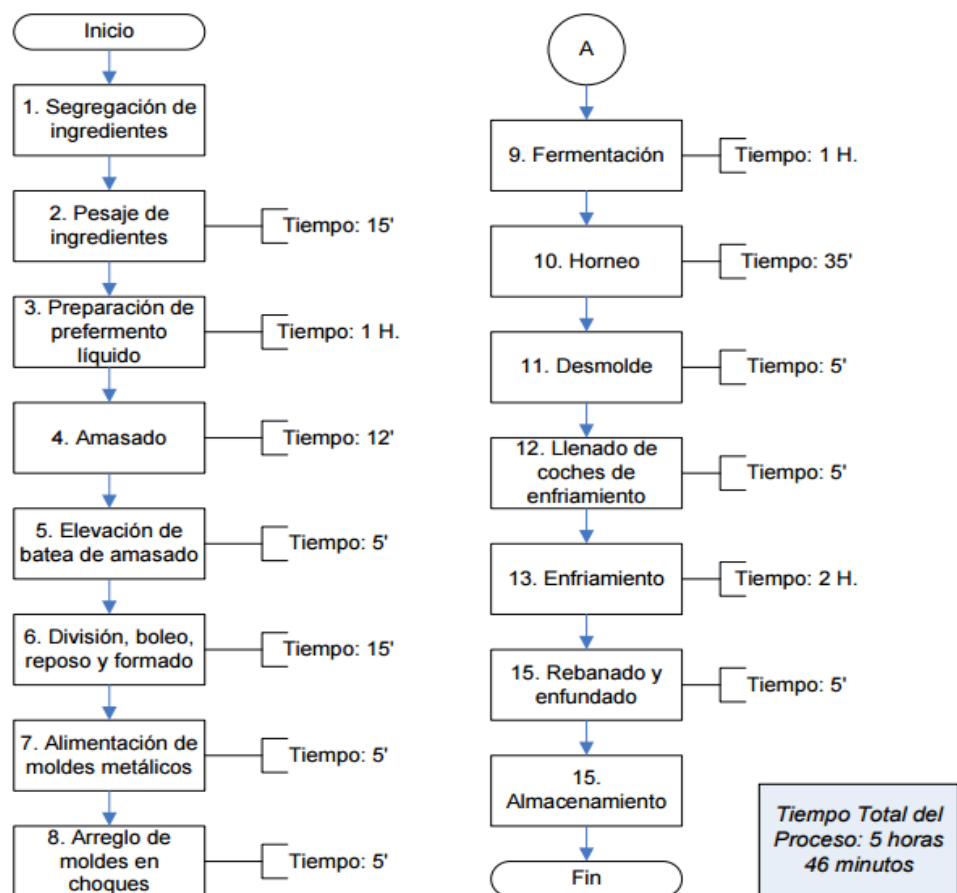 Inicio
1. Segregación de
ingredientes
2. Pesaje de
ingredientes
Tiempo: 15'
3. Preparación de
prefermento
líquido
Tiempo: 1 H.
4. Amasado
Tiempo: 12'
5. Elevación de
batea de amasado
Tiempo: 5'
6. División, boleo,
reposo y formado
Tiempo: 15'
7. Alimentación de
moldes metálicos
Tiempo: 5'
8. Arreglo de
moldes en
choques
Tiempo: 5'
A
9. Fermentación
Tiempo: 1 H.
10. Horneo
Tiempo: 35'
11. Desmolde
Tiempo: 5'
12. Llenado de
coches de
enfriamiento
Tiempo: 5'
13. Enfriamiento
Tiempo: 2 H.
15. Rebanado y
enfundado
Tiempo: 5'
15.
Almacenamiento
Fin
Tiempo Total del
Proceso: 5 horas
46 minutos